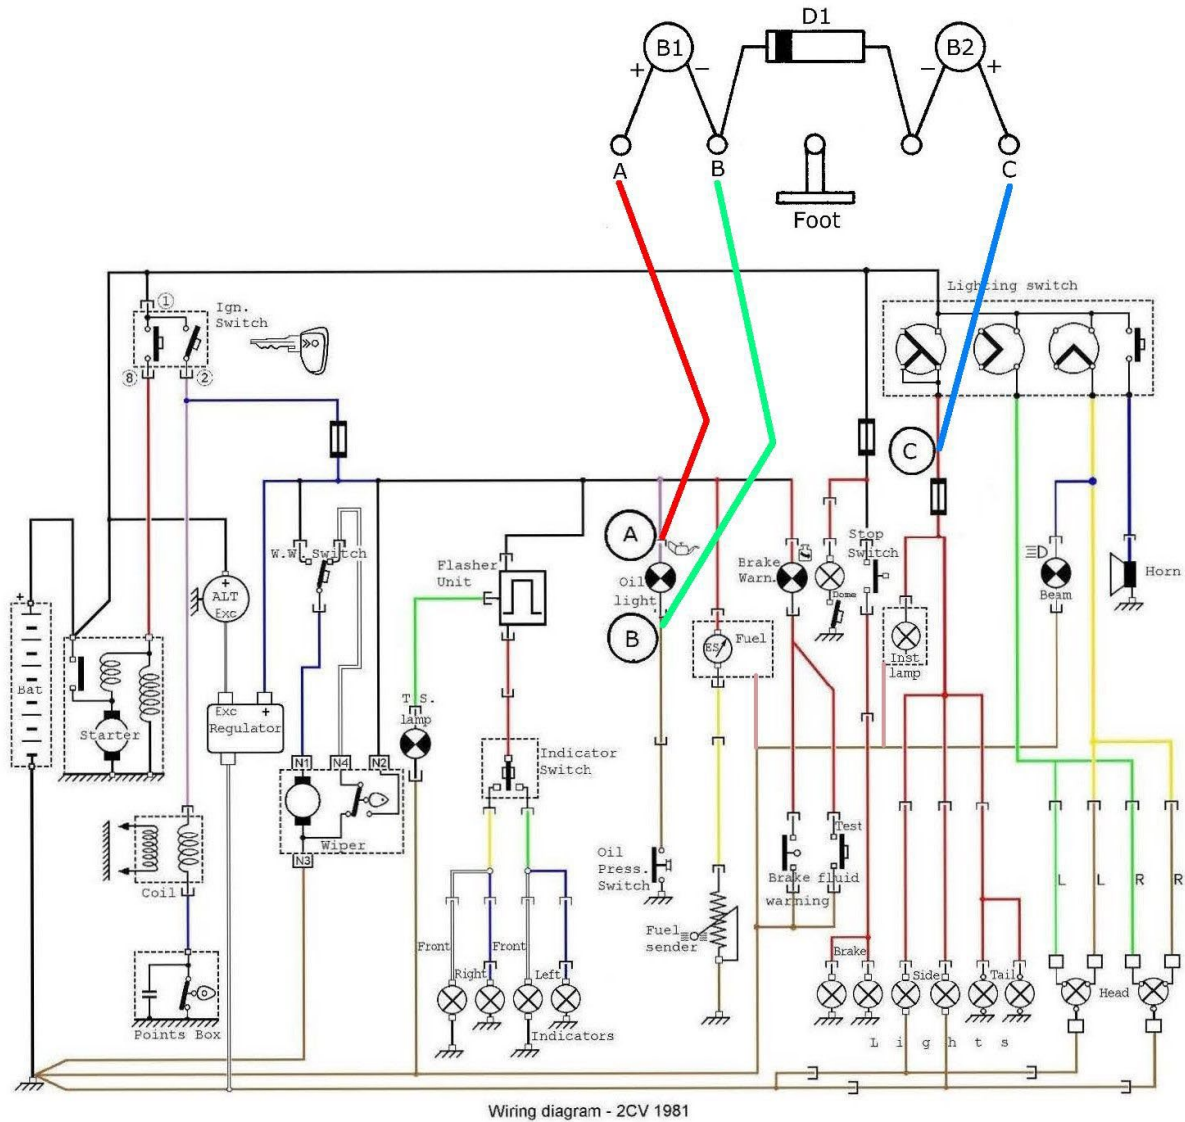 D1
B1
B2
+
−
−
+
A
B
C
Foot
Lighting switch
1
Ign.
Switch
8
2
C
A
W.W. Switch
Stop
Switch
Flasher
Unit
Oil
light
Brake
Warn.
Dome
Beam
Horn
+
ALT
Exc
B
ES
Fuel
Inst
lamp
+
Bat
Starter
Exc
+
Regulator
T.S.
lamp
Indicator
Switch
N1
N4
N2
Wiper
N3
Coil
Oil
Press.
Switch
Test
Brake fluid
warning
L
L
R
R
Fuel
sender
Front
Front
Right
Left
Brake
Side
Tail
Head
Points Box
Indicators
L i g h t s
Wiring diagram - 2CV 1981